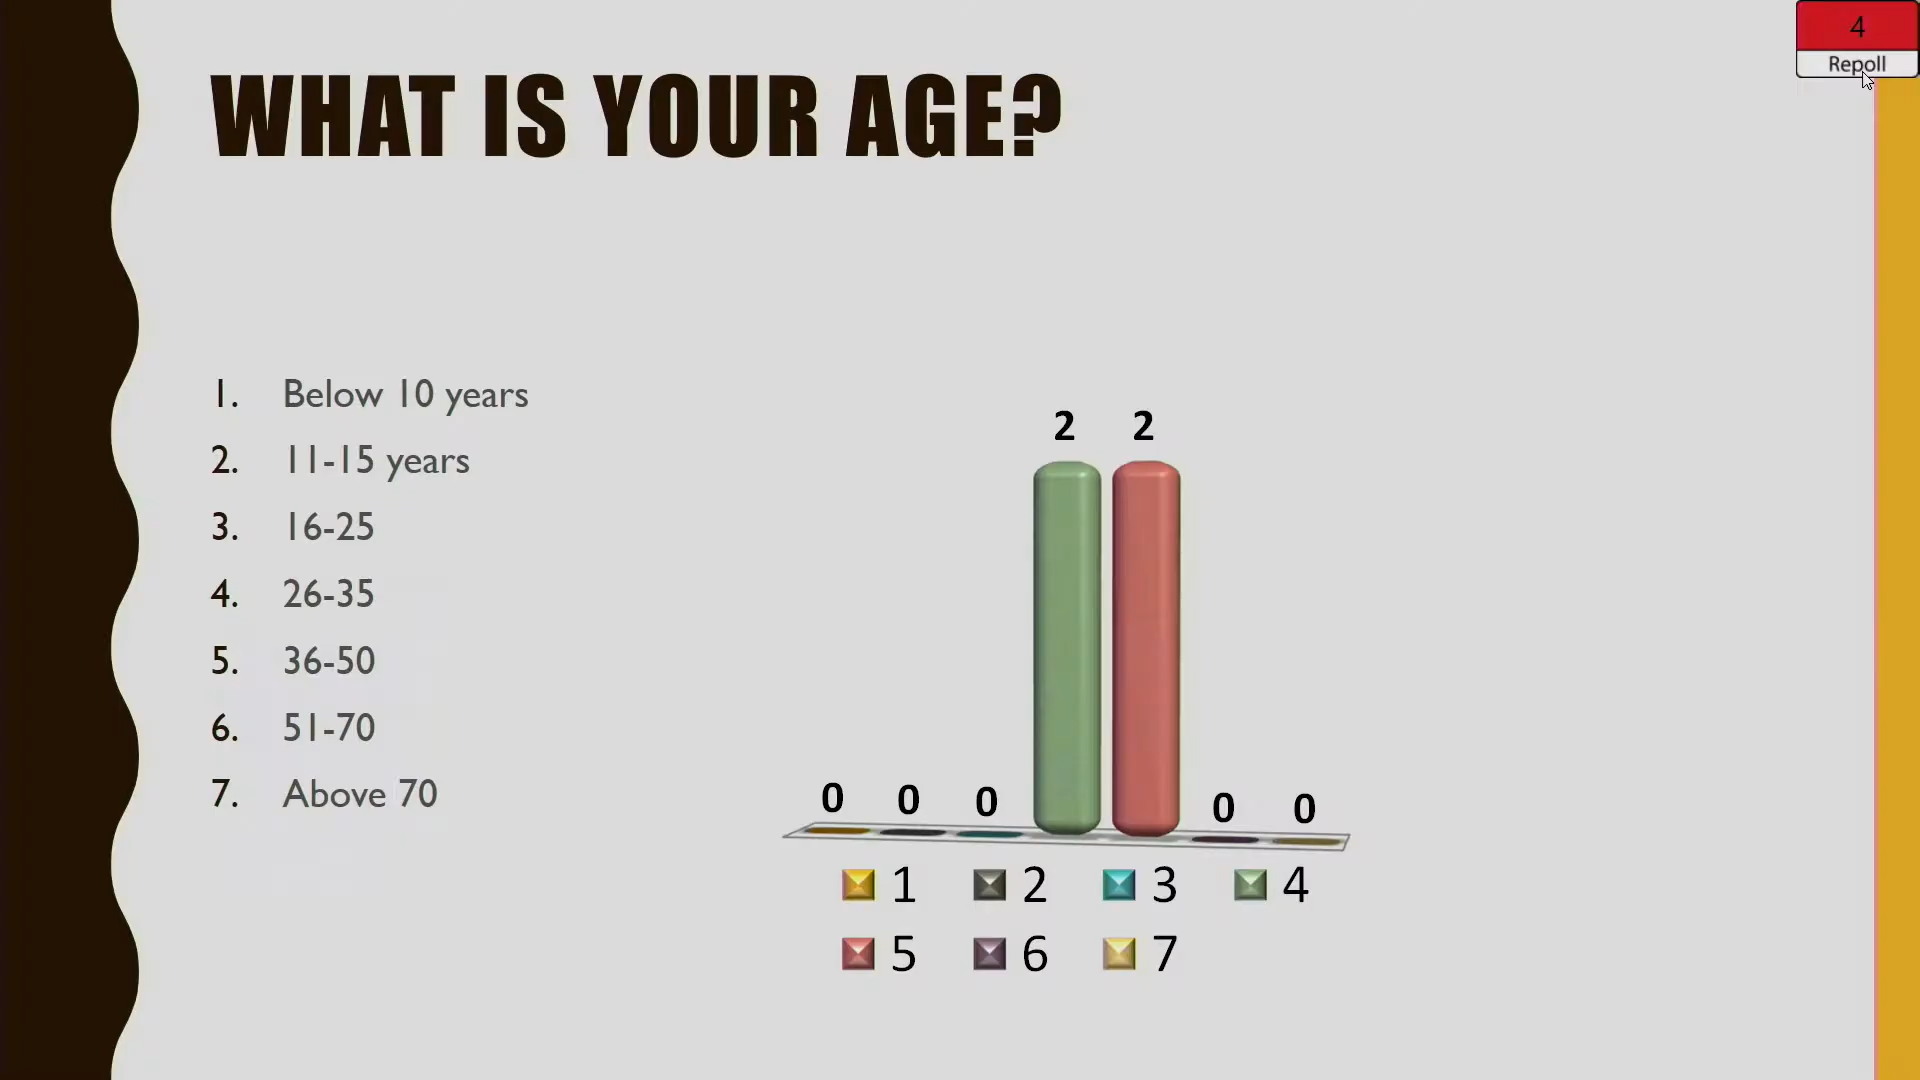 4
Repoll
WHAT IS YOUR AGE?
1. Below 10 years
2. 11-15 years
3. 16-25
4. 26-35
5. 36-50
6. 51-70
7. Above 70
2 2
0 0 0 0 0
1 2 3 4
5 6 7